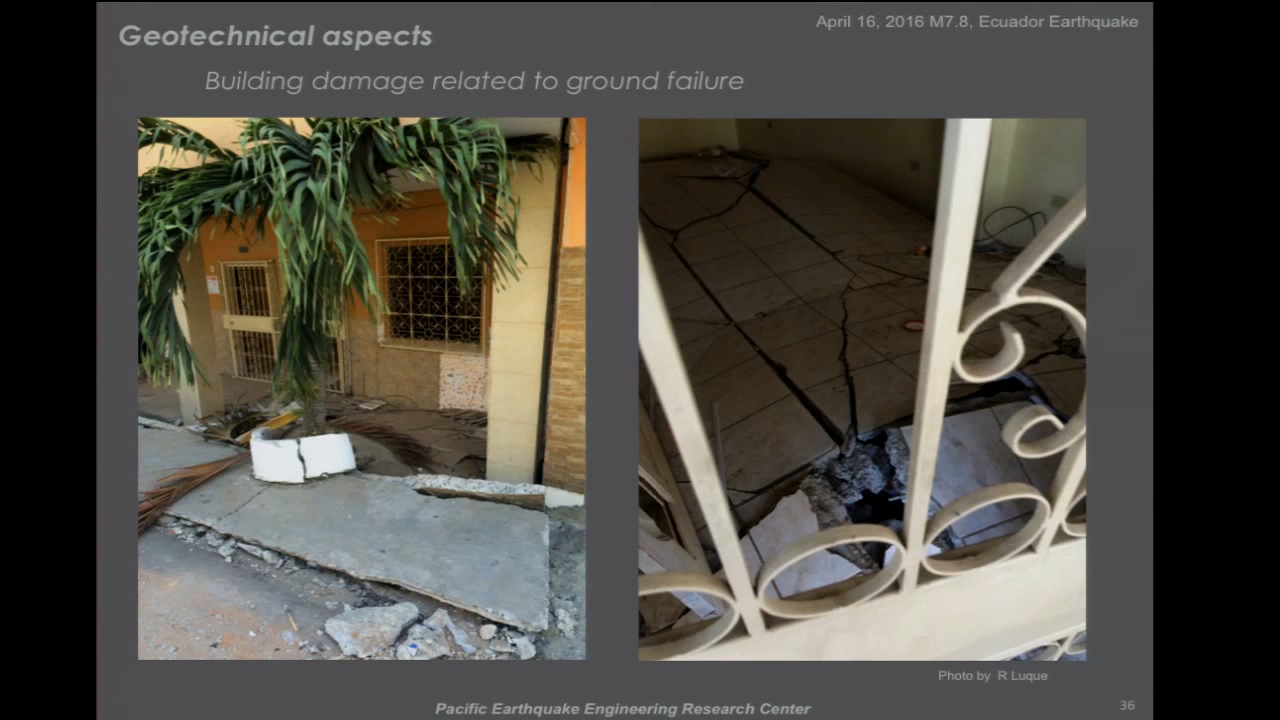 Geotechnical aspects
April 16, 2016 M7.8, Ecuador Earthquake
Building damage related to ground failure
Photo by R Luque
Pacific Earthquake Engineering Research Center
36